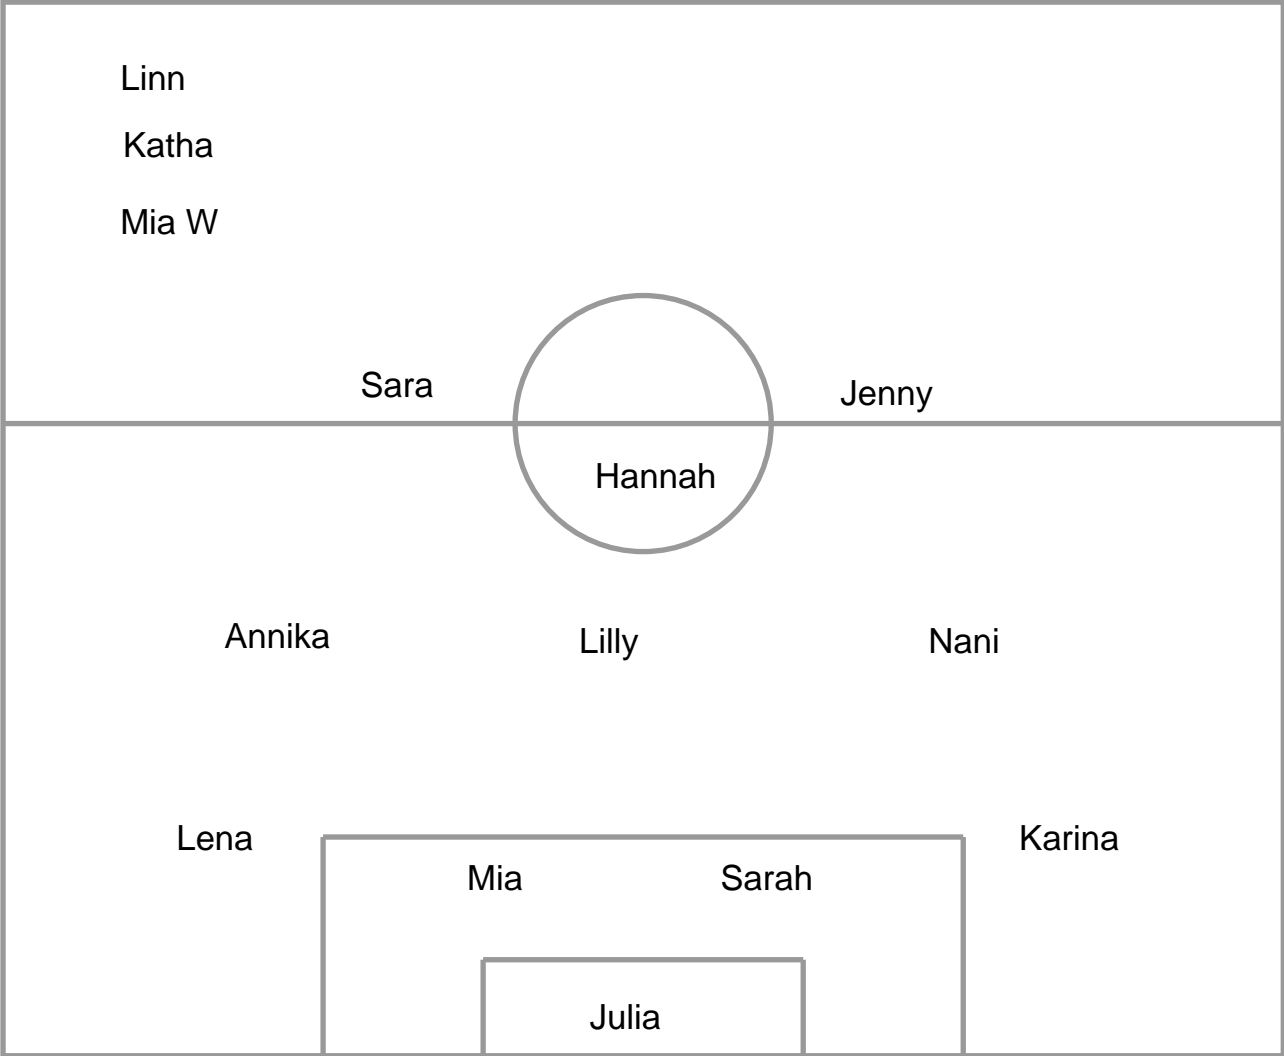 Linn
Katha
Mia W
Sara Jenny
Hannah
Annika Lilly Nani
Lena Karina
Mia Sarah
Julia